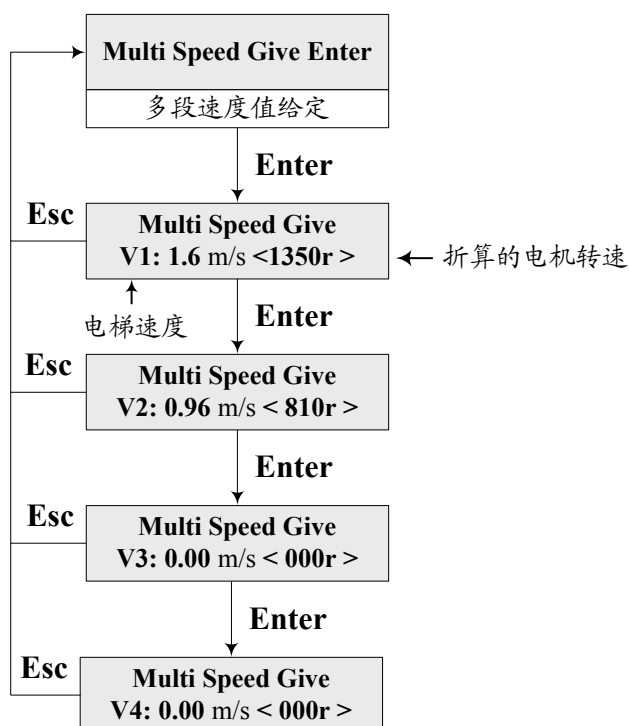 Multi Speed Give Enter
多段速度值给定
Enter
Esc
Multi Speed Give
V1: 1.6 m/s <1350r >
折算的电机转速
电梯速度
Enter
Esc
Multi Speed Give
V2: 0.96 m/s < 810r >
Enter
Esc
Multi Speed Give
V3: 0.00 m/s < 000r >
Enter
Esc
Multi Speed Give
V4: 0.00 m/s < 000r >